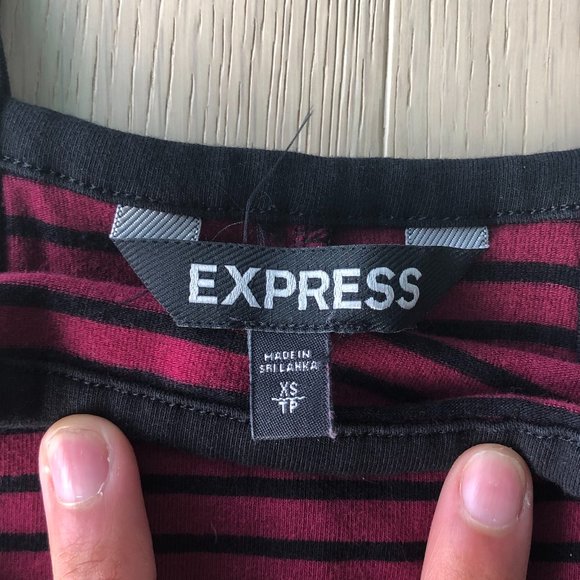 EXPRESS
MADE IN
SRI LANKA
XS
TP